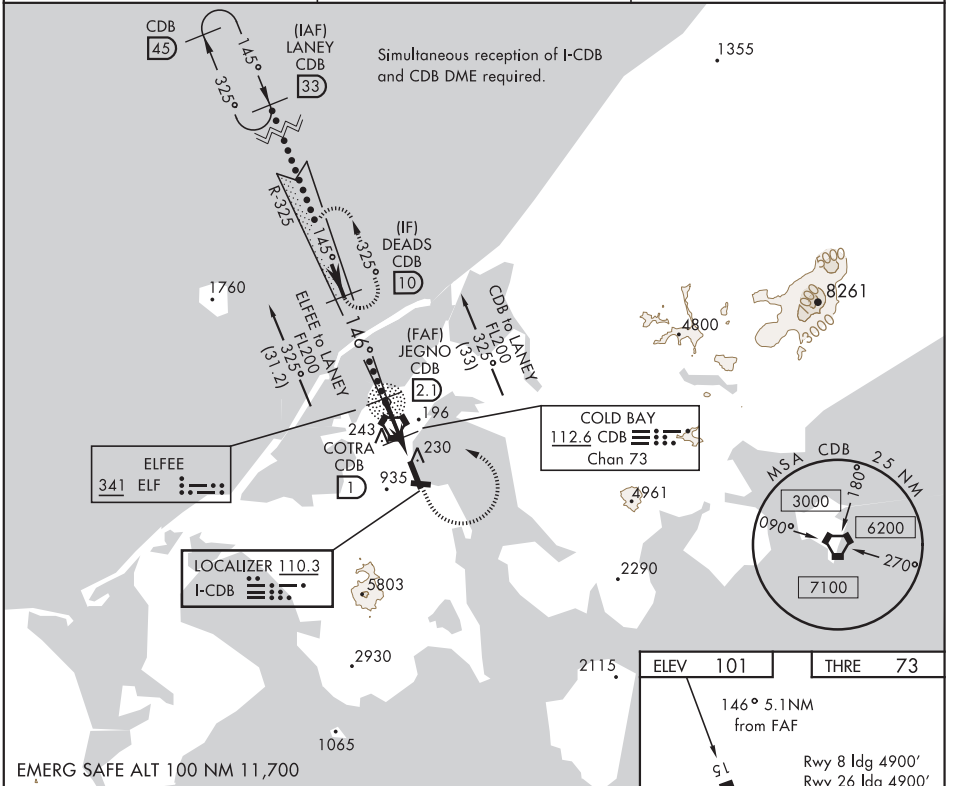 CDB
45
145°
325°
(IAF)
LANEY
CDB
33
Simultaneous reception of I-CDB
and CDB DME required.
1355
R-325
145°
325°
(IF)
DEADS
CDB
10
1760
ELFEE to LANEY
FL200
325°
(31.2)
146°
CDB to LANEY
FL200
325°
(33)
(FAF)
JEGNO
CDB
2.1
4800
5000
8261
3000
196
243
COTRA
CDB
1
230
935
ELFEE
341 ELF
COLD BAY
112.6 CDB
Chan 73
4961
LOCALIZER 110.3
I-CDB
5803
2290
2930
2115
1065
MSA CDB 25 NM
3000
180°
090°
6200
270°
7100
ELEV 101
THRE 73
146° 5.1NM
from FAF
15
Rwy 8 ldg 4900'
Rwy 26 ldg 4900'
EMERG SAFE ALT 100 NM 11,700